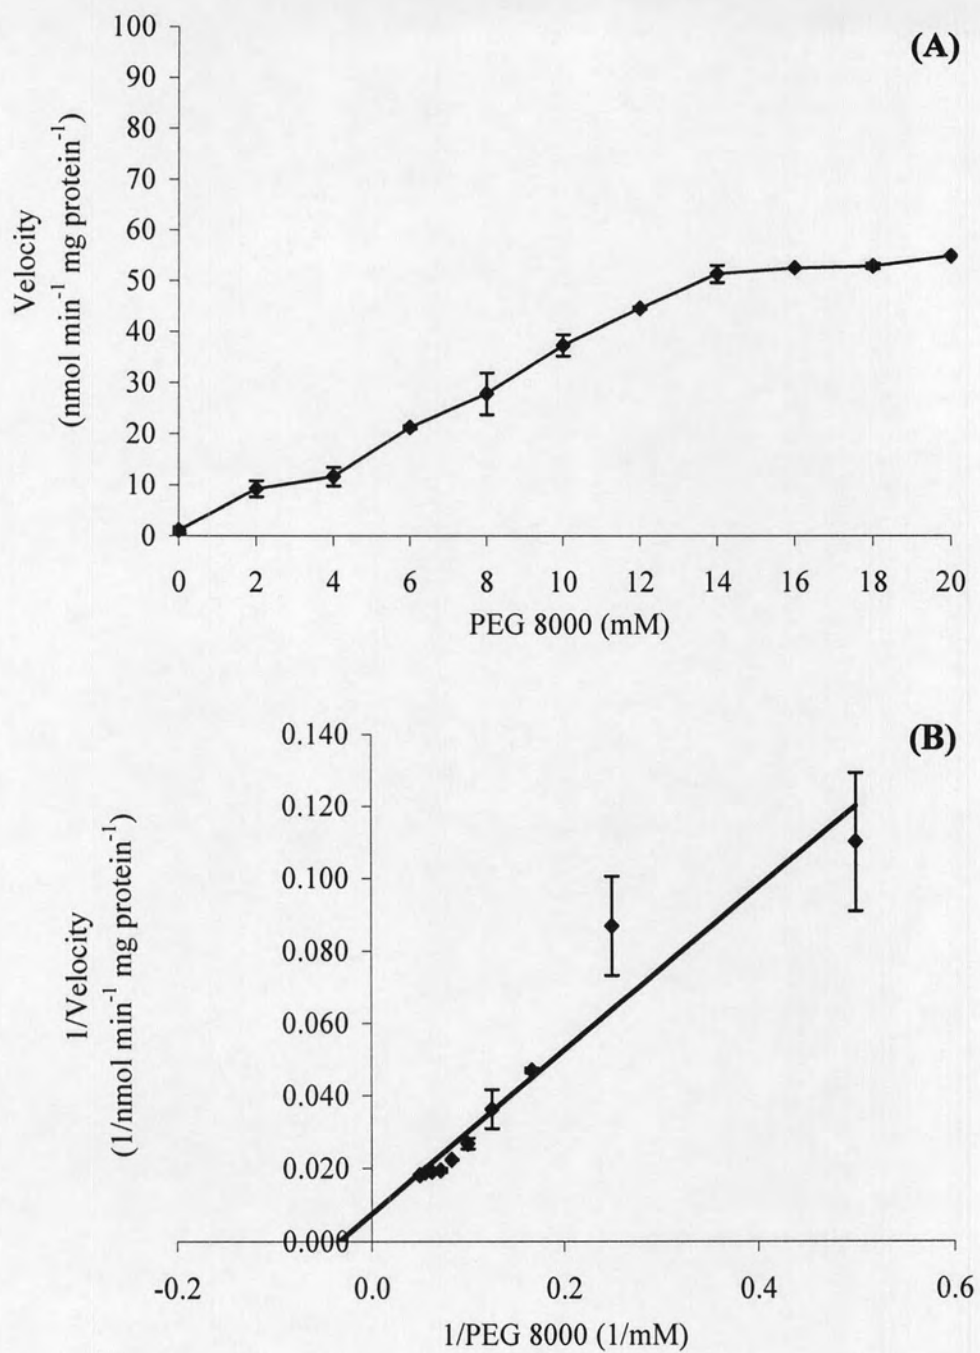 (A)
100
90
80
70
60
50
40
30
20
10
0
Velocity
(nmol min⁻¹ mg protein⁻¹)
0 2 4 6 8 10 12 14 16 18 20
PEG 8000 (mM)
(B)
0.140
0.120
0.100
0.080
0.060
0.040
0.020
0.000
1/Velocity
(1/nmol min⁻¹ mg protein⁻¹)
-0.2 0.0 0.2 0.4 0.6
1/PEG 8000 (1/mM)